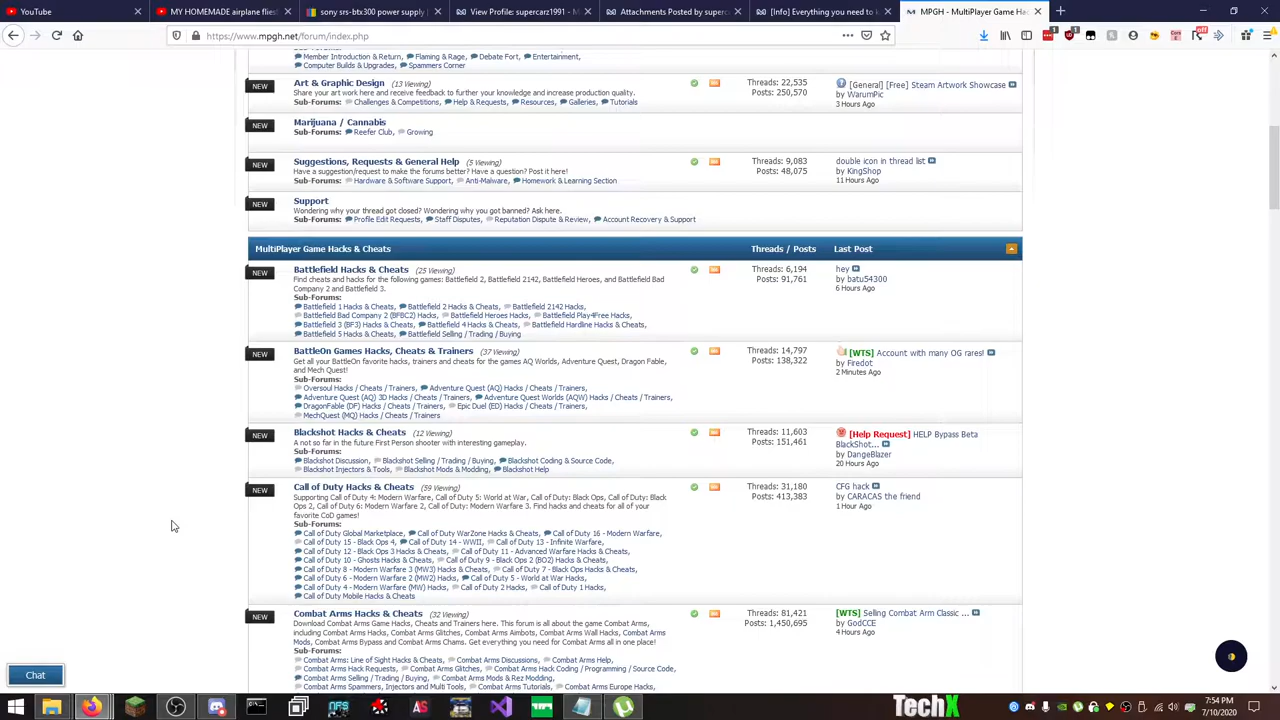 YouTube
MY HOMEMADE airplane flies
sony srs-btx300 power supply
View Profile: supercarz1991 - M
Attachments Posted by superca
[Info] Everything you need to k
MPGH - MultiPlayer Game Hac
https://www.mpgh.net/forum/index.php
Member Introduction & Return, Flaming & Rage, Debate Fort, Entertainment,
Computer Builds & Upgrades, Spammers Corner
NEW Art & Graphic Design (13 Viewing)
Share your art work here and receive feedback to further your knowledge and increase production quality.
Sub-Forums: Challenges & Competitions, Help & Requests, Resources, Galleries, Tutorials
Threads: 22,535
Posts: 250,570
[General] [Free] Steam Artwork Showcase
by WarumPic
3 Hours Ago
NEW Marijuana / Cannabis
Sub-Forums: Reefer Club, Growing
NEW Suggestions, Requests & General Help (5 Viewing)
Have a suggestion/request to make the forums better? Have a question? Post it here!
Sub-Forums: Hardware & Software Support, Anti-Malware, Homework & Learning Section
Threads: 9,083
Posts: 48,075
double icon in thread list
by KingShop
11 Hours Ago
NEW Support
Wondering why your thread got closed? Wondering why you got banned? Ask here.
Sub-Forums: Profile Edit Requests, Staff Disputes, Reputation Dispute & Review, Account Recovery & Support
MultiPlayer Game Hacks & Cheats Threads / Posts Last Post
NEW Battlefield Hacks & Cheats (25 Viewing)
Find cheats and hacks for the following games: Battlefield 2, Battlefield 2142, Battlefield Heroes, and Battlefield Bad
Company 2 and Battlefield 3.
Sub-Forums:
Battlefield 1 Hacks & Cheats, Battlefield 2 Hacks & Cheats, Battlefield 2142 Hacks,
Battlefield Bad Company 2 (BFBC2) Hacks, Battlefield Heroes Hacks, Battlefield Play4Free Hacks,
Battlefield 3 (BF3) Hacks & Cheats, Battlefield 4 Hacks & Cheats, Battlefield Hardline Hacks & Cheats,
Battlefield 5 Hacks & Cheats, Battlefield Selling / Trading / Buying
Threads: 6,194
Posts: 91,761
hey
by batu54300
6 Hours Ago
NEW BattleOn Games Hacks, Cheats & Trainers (37 Viewing)
Get all your BattleOn favorite hacks, trainers and cheats for the games AQ Worlds, Adventure Quest, Dragon Fable,
and Mech Quest!
Sub-Forums:
Oversoul Hacks / Cheats / Trainers, Adventure Quest (AQ) Hacks / Cheats / Trainers,
Adventure Quest (AQ) 3D Hacks / Cheats / Trainers, Adventure Quest Worlds (AQW) Hacks / Cheats / Trainers,
DragonFable (DF) Hacks / Cheats / Trainers, Epic Duel (ED) Hacks / Cheats / Trainers,
MechQuest (MQ) Hacks / Cheats / Trainers
Threads: 14,797
Posts: 138,322
[WTS] Account with many OG rares!
by Firedot
2 Minutes Ago
NEW Blackshot Hacks & Cheats (12 Viewing)
A not so far in the future First Person shooter with interesting gameplay.
Sub-Forums:
Blackshot Discussion, Blackshot Selling / Trading / Buying, Blackshot Coding & Source Code,
Blackshot Injectors & Tools, Blackshot Mods & Modding, Blackshot Help
Threads: 11,603
Posts: 151,461
[Help Request] HELP Bypass Beta
BlackShot...
by DangeBlazer
20 Hours Ago
NEW Call of Duty Hacks & Cheats (59 Viewing)
Supporting Call of Duty 4: Modern Warfare, Call of Duty 5: World at War, Call of Duty: Black Ops, Call of Duty: Black
Ops 2, Call of Duty 6: Modern Warfare 2, Call of Duty: Modern Warfare 3. Find hacks and cheats for all of your
favorite CoD games!
Sub-Forums:
Call of Duty Global Marketplace, Call of Duty WarZone Hacks & Cheats, Call of Duty 16 - Modern Warfare,
Call of Duty 15 - Black Ops 4, Call of Duty 14 - WWII, Call of Duty 13 - Infinite Warfare,
Call of Duty 12 - Black Ops 3 Hacks & Cheats, Call of Duty 11 - Advanced Warfare Hacks & Cheats,
Call of Duty 10 - Ghosts Hacks & Cheats, Call of Duty 9 - Black Ops 2 (BO2) Hacks & Cheats,
Call of Duty 8 - Modern Warfare 3 (MW3) Hacks & Cheats, Call of Duty 7 - Black Ops Hacks & Cheats,
Call of Duty 6 - Modern Warfare 2 (MW2) Hacks, Call of Duty 5 - World at War Hacks,
Call of Duty 4 - Modern Warfare (MW) Hacks, Call of Duty 2 Hacks, Call of Duty 1 Hacks,
Call of Duty Mobile Hacks & Cheats
Threads: 31,180
Posts: 413,383
CFG hack
by CARACAS the friend
1 Hour Ago
NEW Combat Arms Hacks & Cheats (32 Viewing)
Download Combat Arms Game Hacks, Cheats and Trainers here. This forum is all about the game Combat Arms,
including Combat Arms Hacks, Combat Arms Glitches, Combat Arms Aimbots, Combat Arms Wall Hacks, Combat Arms
Mods, Combat Arms Bypass and Combat Arms Chams. Get everything you need for Combat Arms all in one place!
Sub-Forums:
Combat Arms: Line of Sight Hacks & Cheats, Combat Arms Discussions, Combat Arms Help,
Combat Arms Hack Requests, Combat Arms Glitches, Combat Arms Hack Coding / Programming / Source Code,
Combat Arms Selling / Trading / Buying, Combat Arms Mods & Rez Modding,
Combat Arms Spammers, Injectors and Multi Tools, Combat Arms Tutorials, Combat Arms Europe Hacks,
Threads: 81,421
Posts: 1,450,695
[WTS] Selling Combat Arm Classic ...
by GodCCE
4 Hours Ago
Chat
TechX
7:54 PM
7/10/2020